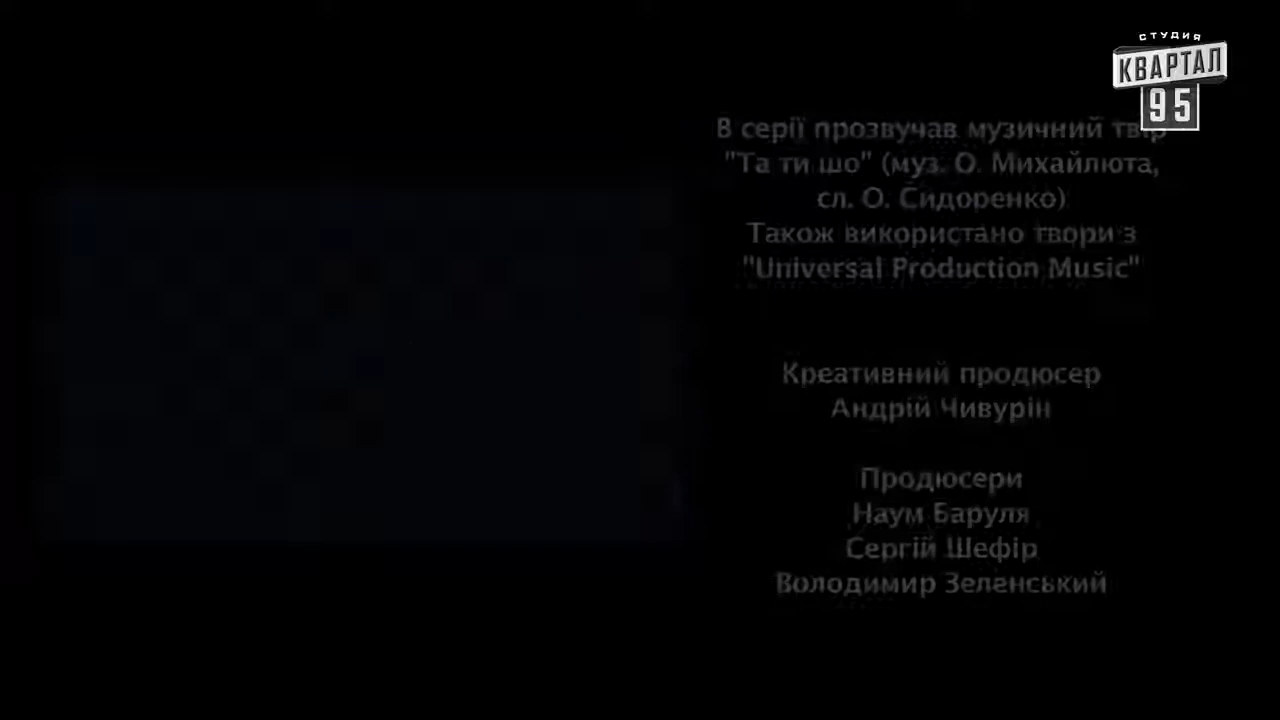 СТУДИЯ
КВАРТАЛ
95
В серії прозвучав музичний твір
"Та ти шо" (муз. О. Михайлюта,
сл. О. Сидоренко)
Також використано твори з
"Universal Production Music"
Креативний продюсер
Андрій Чивурін
Продюсери
Наум Баруля
Сергій Шефір
Володимир Зеленський